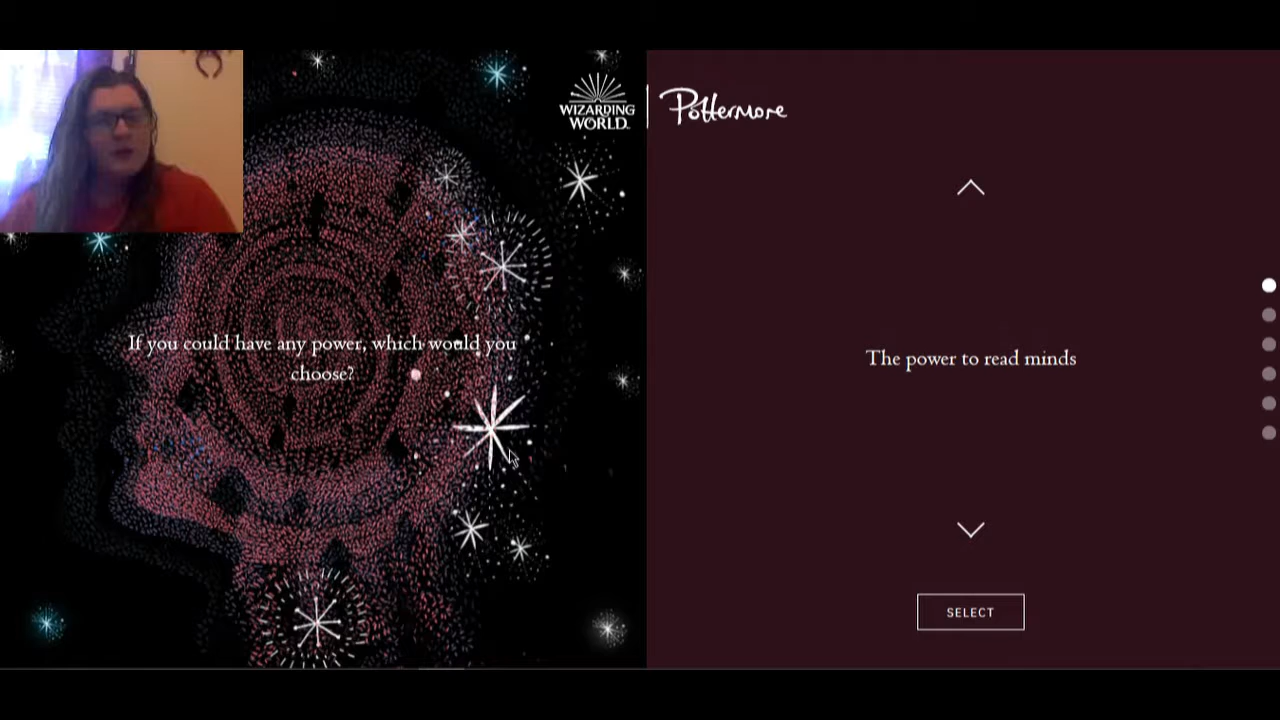 WIZARDING
WORLD
Pottermore
If you could have any power, which would you
choose?
The power to read minds
SELECT